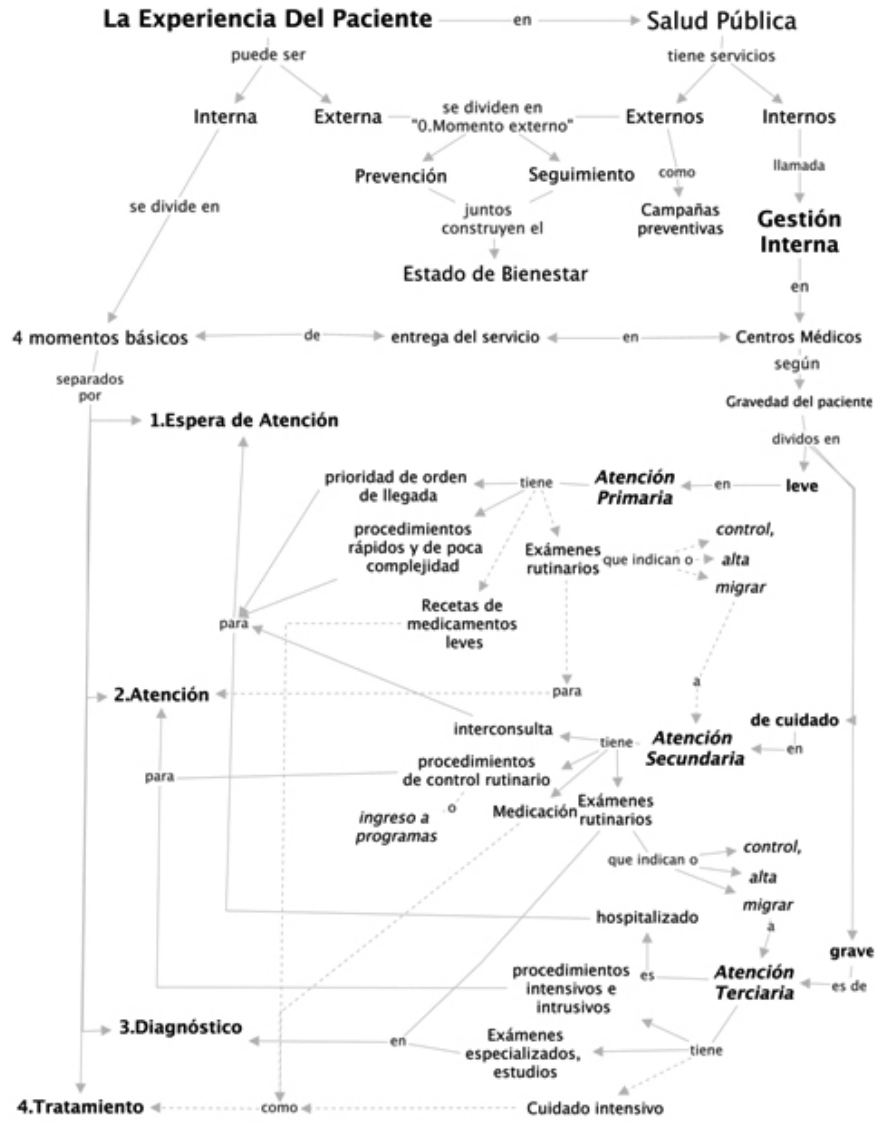 La Experiencia Del Paciente
en
Salud Pública
puede ser
tiene servicios
Interna
Externa
se dividen en
"0.Momento externo"
Externos
Internos
Prevención
Seguimiento
como
llamada
se divide en
juntos
construyen el
Campañas
preventivas
Gestión
Interna
Estado de Bienestar
en
4 momentos básicos
de
entrega del servicio
en
Centros Médicos
separados
por
según
Gravedad del paciente
1.Espera de Atención
dividos en
prioridad de orden
de llegada
tiene
Atención
Primaria
en
leve
procedimientos
rápidos y de poca
complejidad
Exámenes
rutinarios
que indican o
control,
alta
migrar
Recetas de
medicamentos
leves
para
2.Atención
para
a
interconsulta
tiene
Atención
Secundaria
de cuidado
en
para
procedimientos
de control rutinario
o
ingreso a
programas
Medicación
Exámenes
rutinarios
que indican o
control,
alta
migrar
a
hospitalizado
grave
procedimientos
intensivos e
intrusivos
es
Atención
Terciaria
es de
3.Diagnóstico
en
Exámenes
especializados,
estudios
tiene
4.Tratamiento
como
Cuidado intensivo